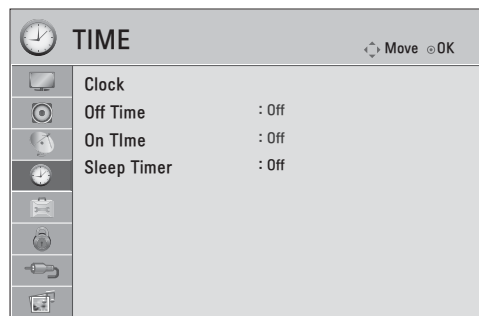 TIME
Move OK
Clock
Off Time : Off
On TIme : Off
Sleep Timer : Off